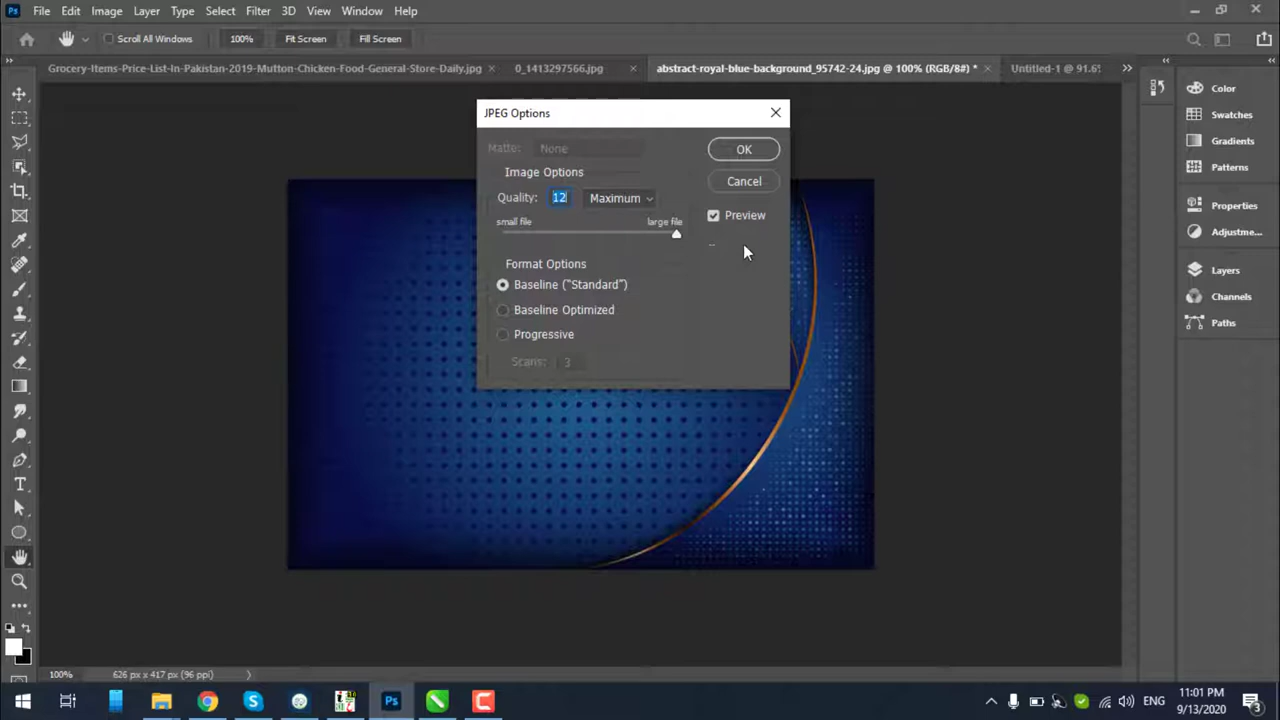 Ps File Edit Image Layer Type Select Filter 3D View Window Help
Scroll All Windows 100% Fit Screen Fill Screen
Grocery-Items-Price-List-In-Pakistan-2019-Mutton-Chicken-Food-General-Store-Daily.jpg 0_1413297566.jpg abstract-royal-blue-background_95742-24.jpg @ 100% (RGB/8#) * Untitled-1 @ 91.6%
JPEG Options
Matte: None
OK
Image Options
Cancel
Quality: 12 Maximum
Preview
small file large file
--
Format Options
Baseline ("Standard")
Baseline Optimized
Progressive
Scans: 3
Color
Swatches
Gradients
Patterns
Properties
Adjustme...
Layers
Channels
Paths
100% 626 px x 417 px (96 ppi)
Ps
ENG
11:01 PM
9/13/2020
3